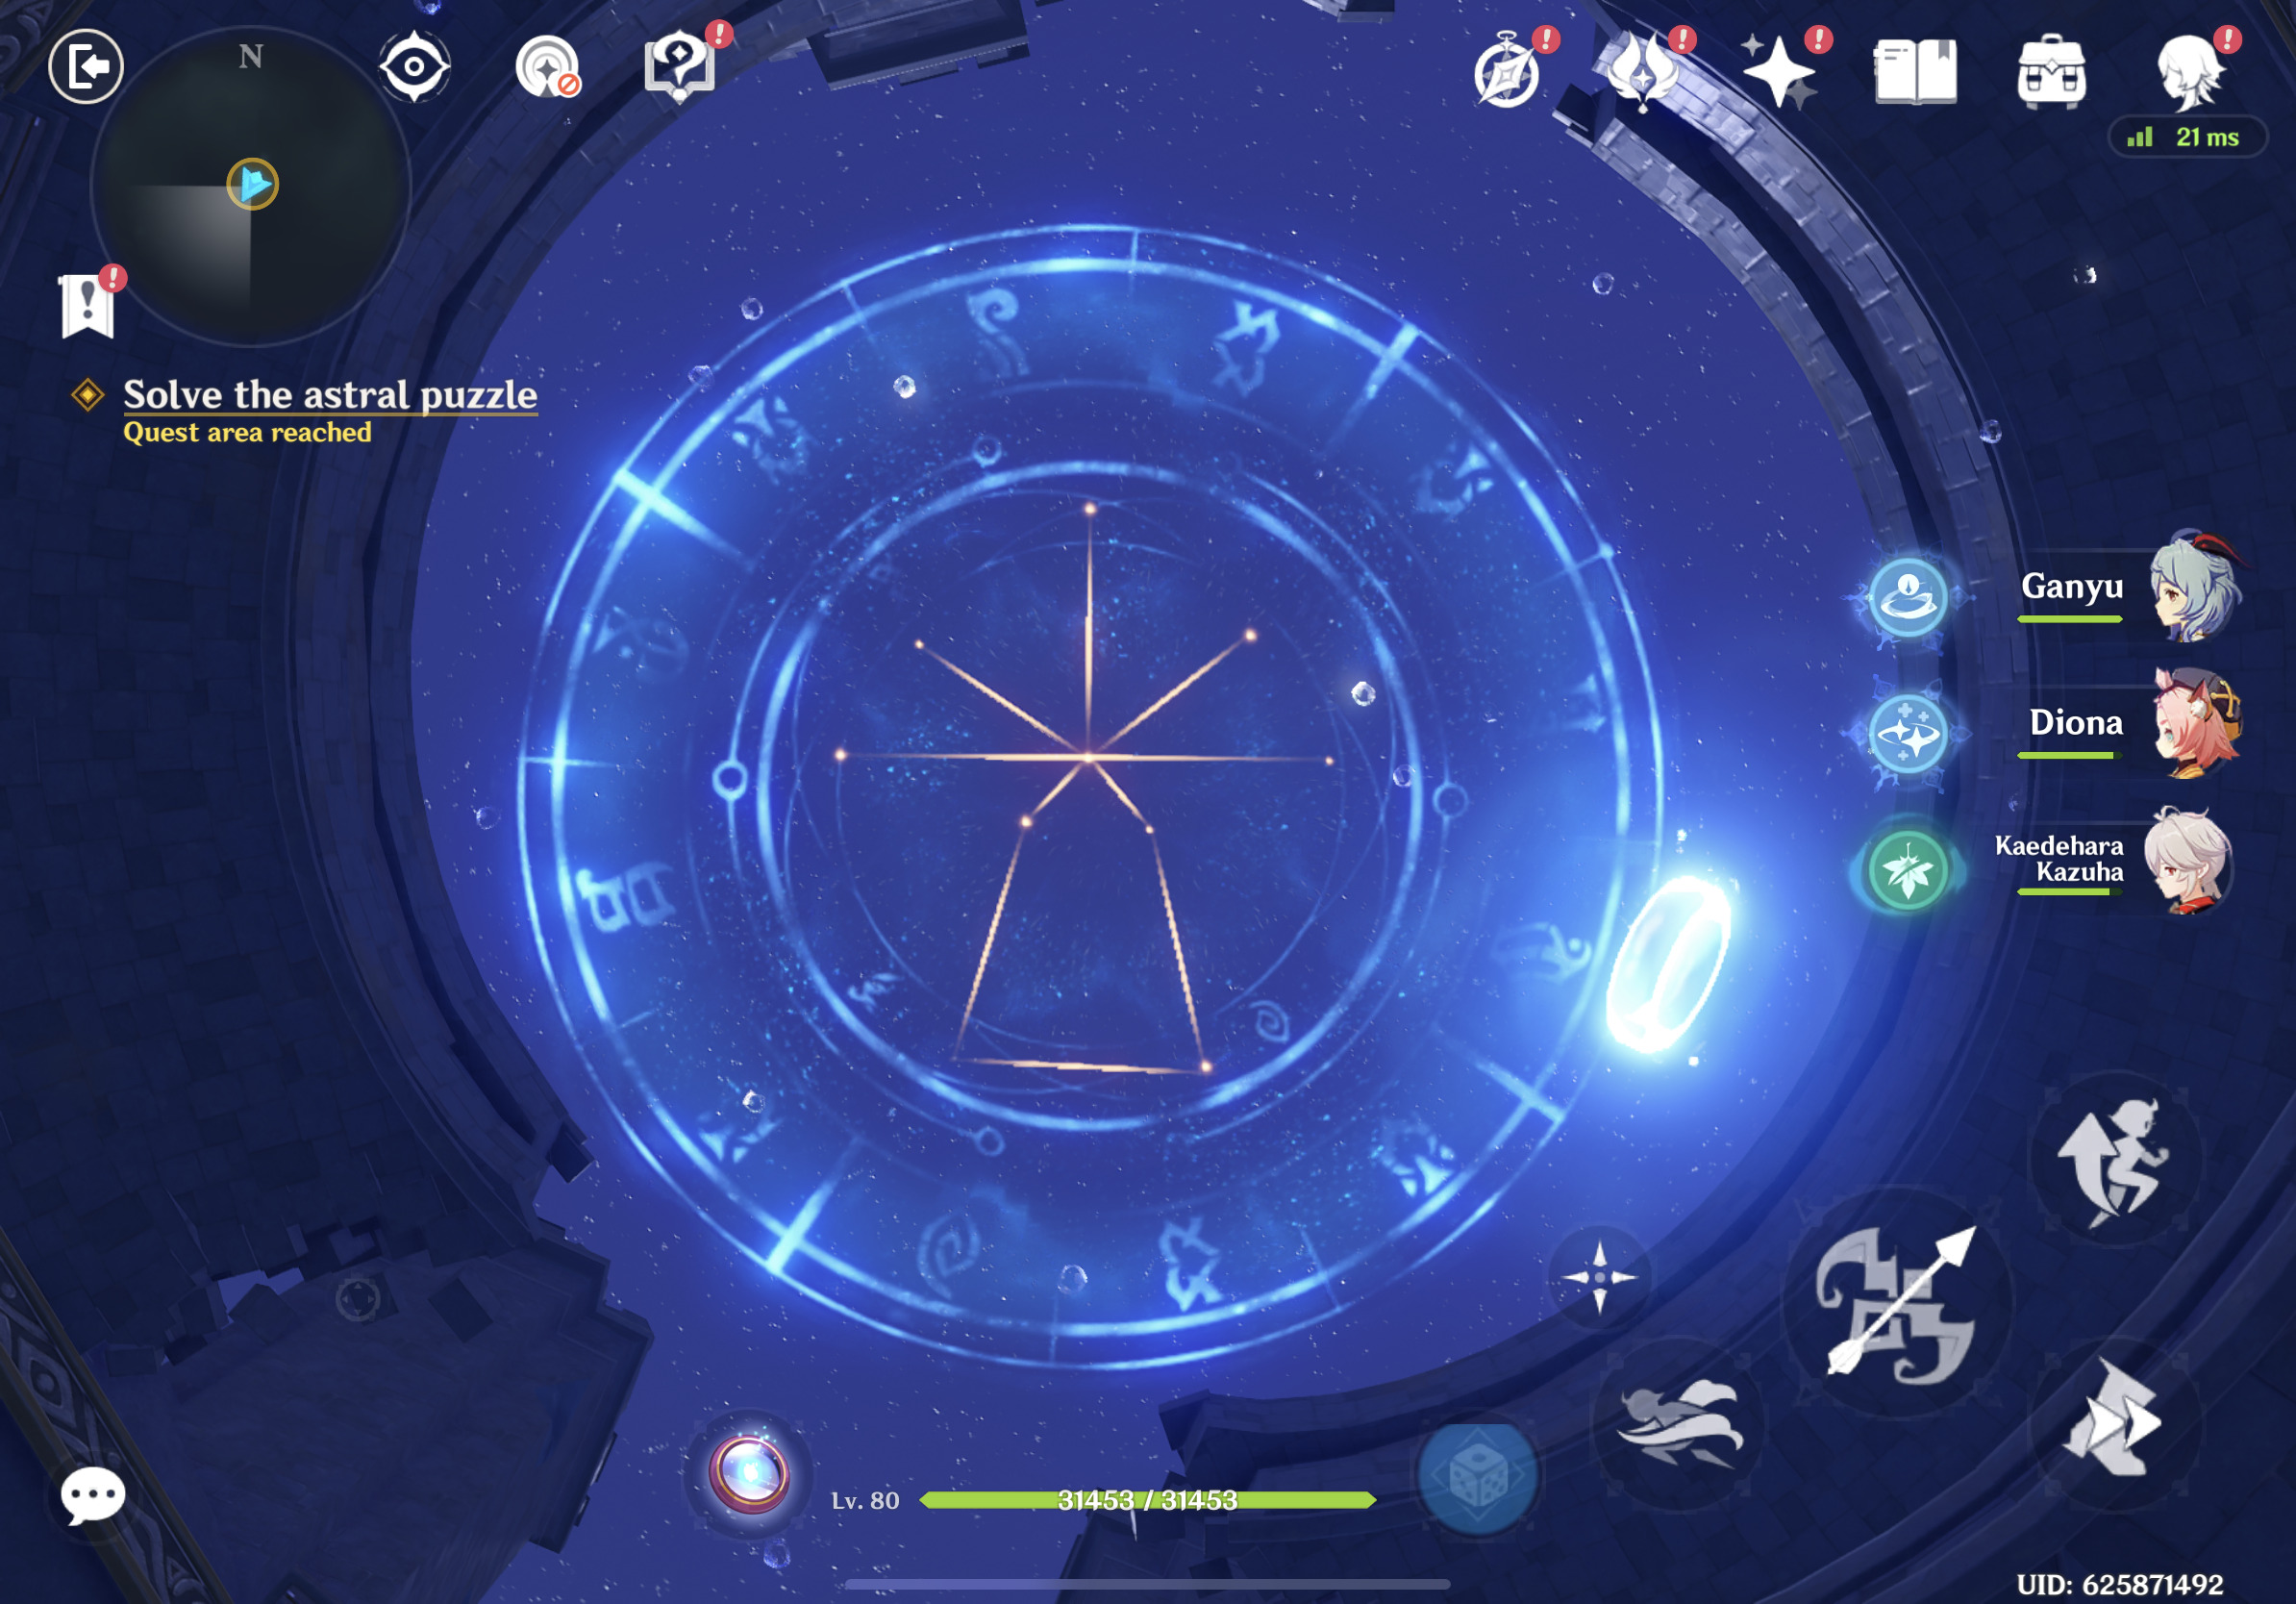 N
21 ms
Solve the astral puzzle
Quest area reached
Ganyu
Diona
Kaedehara
Kazuha
Lv. 80
31453 / 31453
UID: 625871492